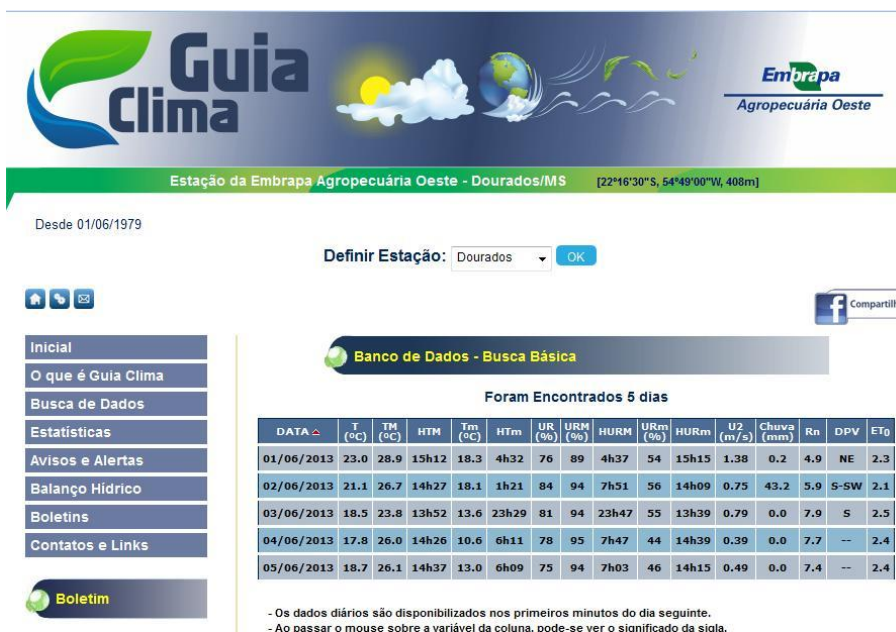 Guia
Clima
Embrapa
Agropecuária Oeste
Estação da Embrapa Agropecuária Oeste - Dourados/MS [22º16'30"S, 54º49'00"W, 408m]
Desde 01/06/1979
Definir Estação: Dourados OK
Compartilh
Inicial
O que é Guia Clima
Busca de Dados
Estatísticas
Avisos e Alertas
Balanço Hídrico
Boletins
Contatos e Links
Boletim
Banco de Dados - Busca Básica
Foram Encontrados 5 dias
DATA T (ºC) TM (ºC) HTM Tm (ºC) HTm UR (%) URM (%) HURM URm (%) HURm U2 (m/s) Chuva (mm) Rn DPV ET0
01/06/2013 23.0 28.9 15h12 18.3 4h32 76 89 4h37 54 15h15 1.38 0.2 4.9 NE 2.3
02/06/2013 21.1 26.7 14h27 18.1 1h21 84 94 7h51 56 14h09 0.75 43.2 5.9 S-SW 2.1
03/06/2013 18.5 23.8 13h52 13.6 23h29 81 94 23h47 55 13h39 0.79 0.0 7.9 S 2.5
04/06/2013 17.8 26.0 14h26 10.6 6h11 78 95 7h47 44 14h39 0.39 0.0 7.7 -- 2.4
05/06/2013 18.7 26.1 14h37 13.0 6h09 75 94 7h03 46 14h15 0.49 0.0 7.4 -- 2.4
- Os dados diários são disponibilizados nos primeiros minutos do dia seguinte.
- Ao passar o mouse sobre a variável da coluna, pode-se ver o significado da sigla.